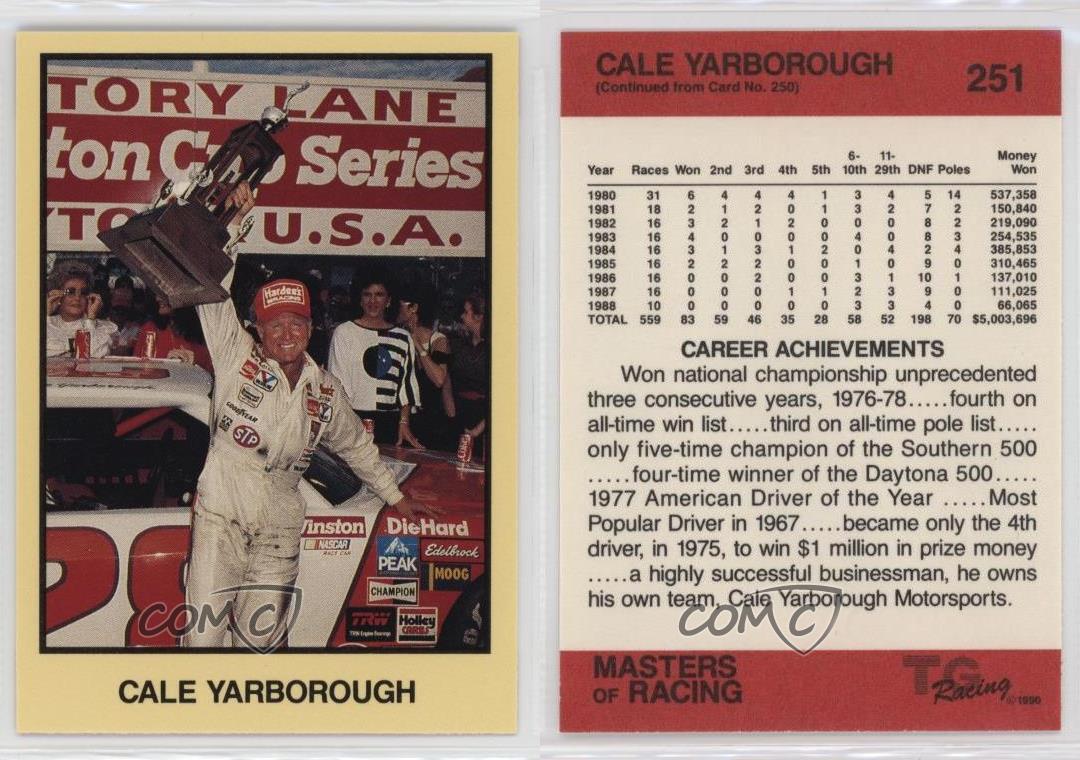 TORY LANE
ton Cup Series
YTO U.S.A.
Hardee's
RACING
GOODYEAR
STP
28
Winston
NASCAR
RACE CAR
DieHard
PEAK
Edelbrock
MOOG
CHAMPION
TRW
TRW Engine Bearings
Holley
CARBS
COMC
CALE YARBOROUGH
CALE YARBOROUGH
(Continued from Card No. 250)
251
Year Races Won 2nd 3rd 4th 5th 6-10th 11-29th DNF Poles Money Won
1980 31 6 4 4 4 1 3 4 5 14 537,358
1981 18 2 1 2 0 1 3 2 7 2 150,840
1982 16 3 2 1 2 0 0 0 8 2 219,090
1983 16 4 0 0 0 0 4 0 8 3 254,535
1984 16 3 1 3 1 2 0 4 2 4 385,853
1985 16 2 2 2 0 0 1 0 9 0 310,465
1986 16 0 0 2 0 0 3 1 10 1 137,010
1987 16 0 0 0 1 1 2 3 9 0 111,025
1988 10 0 0 0 0 0 3 3 4 0 66,065
TOTAL 559 83 59 46 35 28 58 52 198 70 $5,003,696
CAREER ACHIEVEMENTS
Won national championship unprecedented
three consecutive years, 1976-78.....fourth on
all-time win list.....third on all-time pole list.....
only five-time champion of the Southern 500
.....four-time winner of the Daytona 500.....
1977 American Driver of the Year .....Most
Popular Driver in 1967.....became only the 4th
driver, in 1975, to win $1 million in prize money
.....a highly successful businessman, he owns
his own team, Cale Yarborough Motorsports.
COMC
MASTERS
OF RACING
TG
Racing
©1990